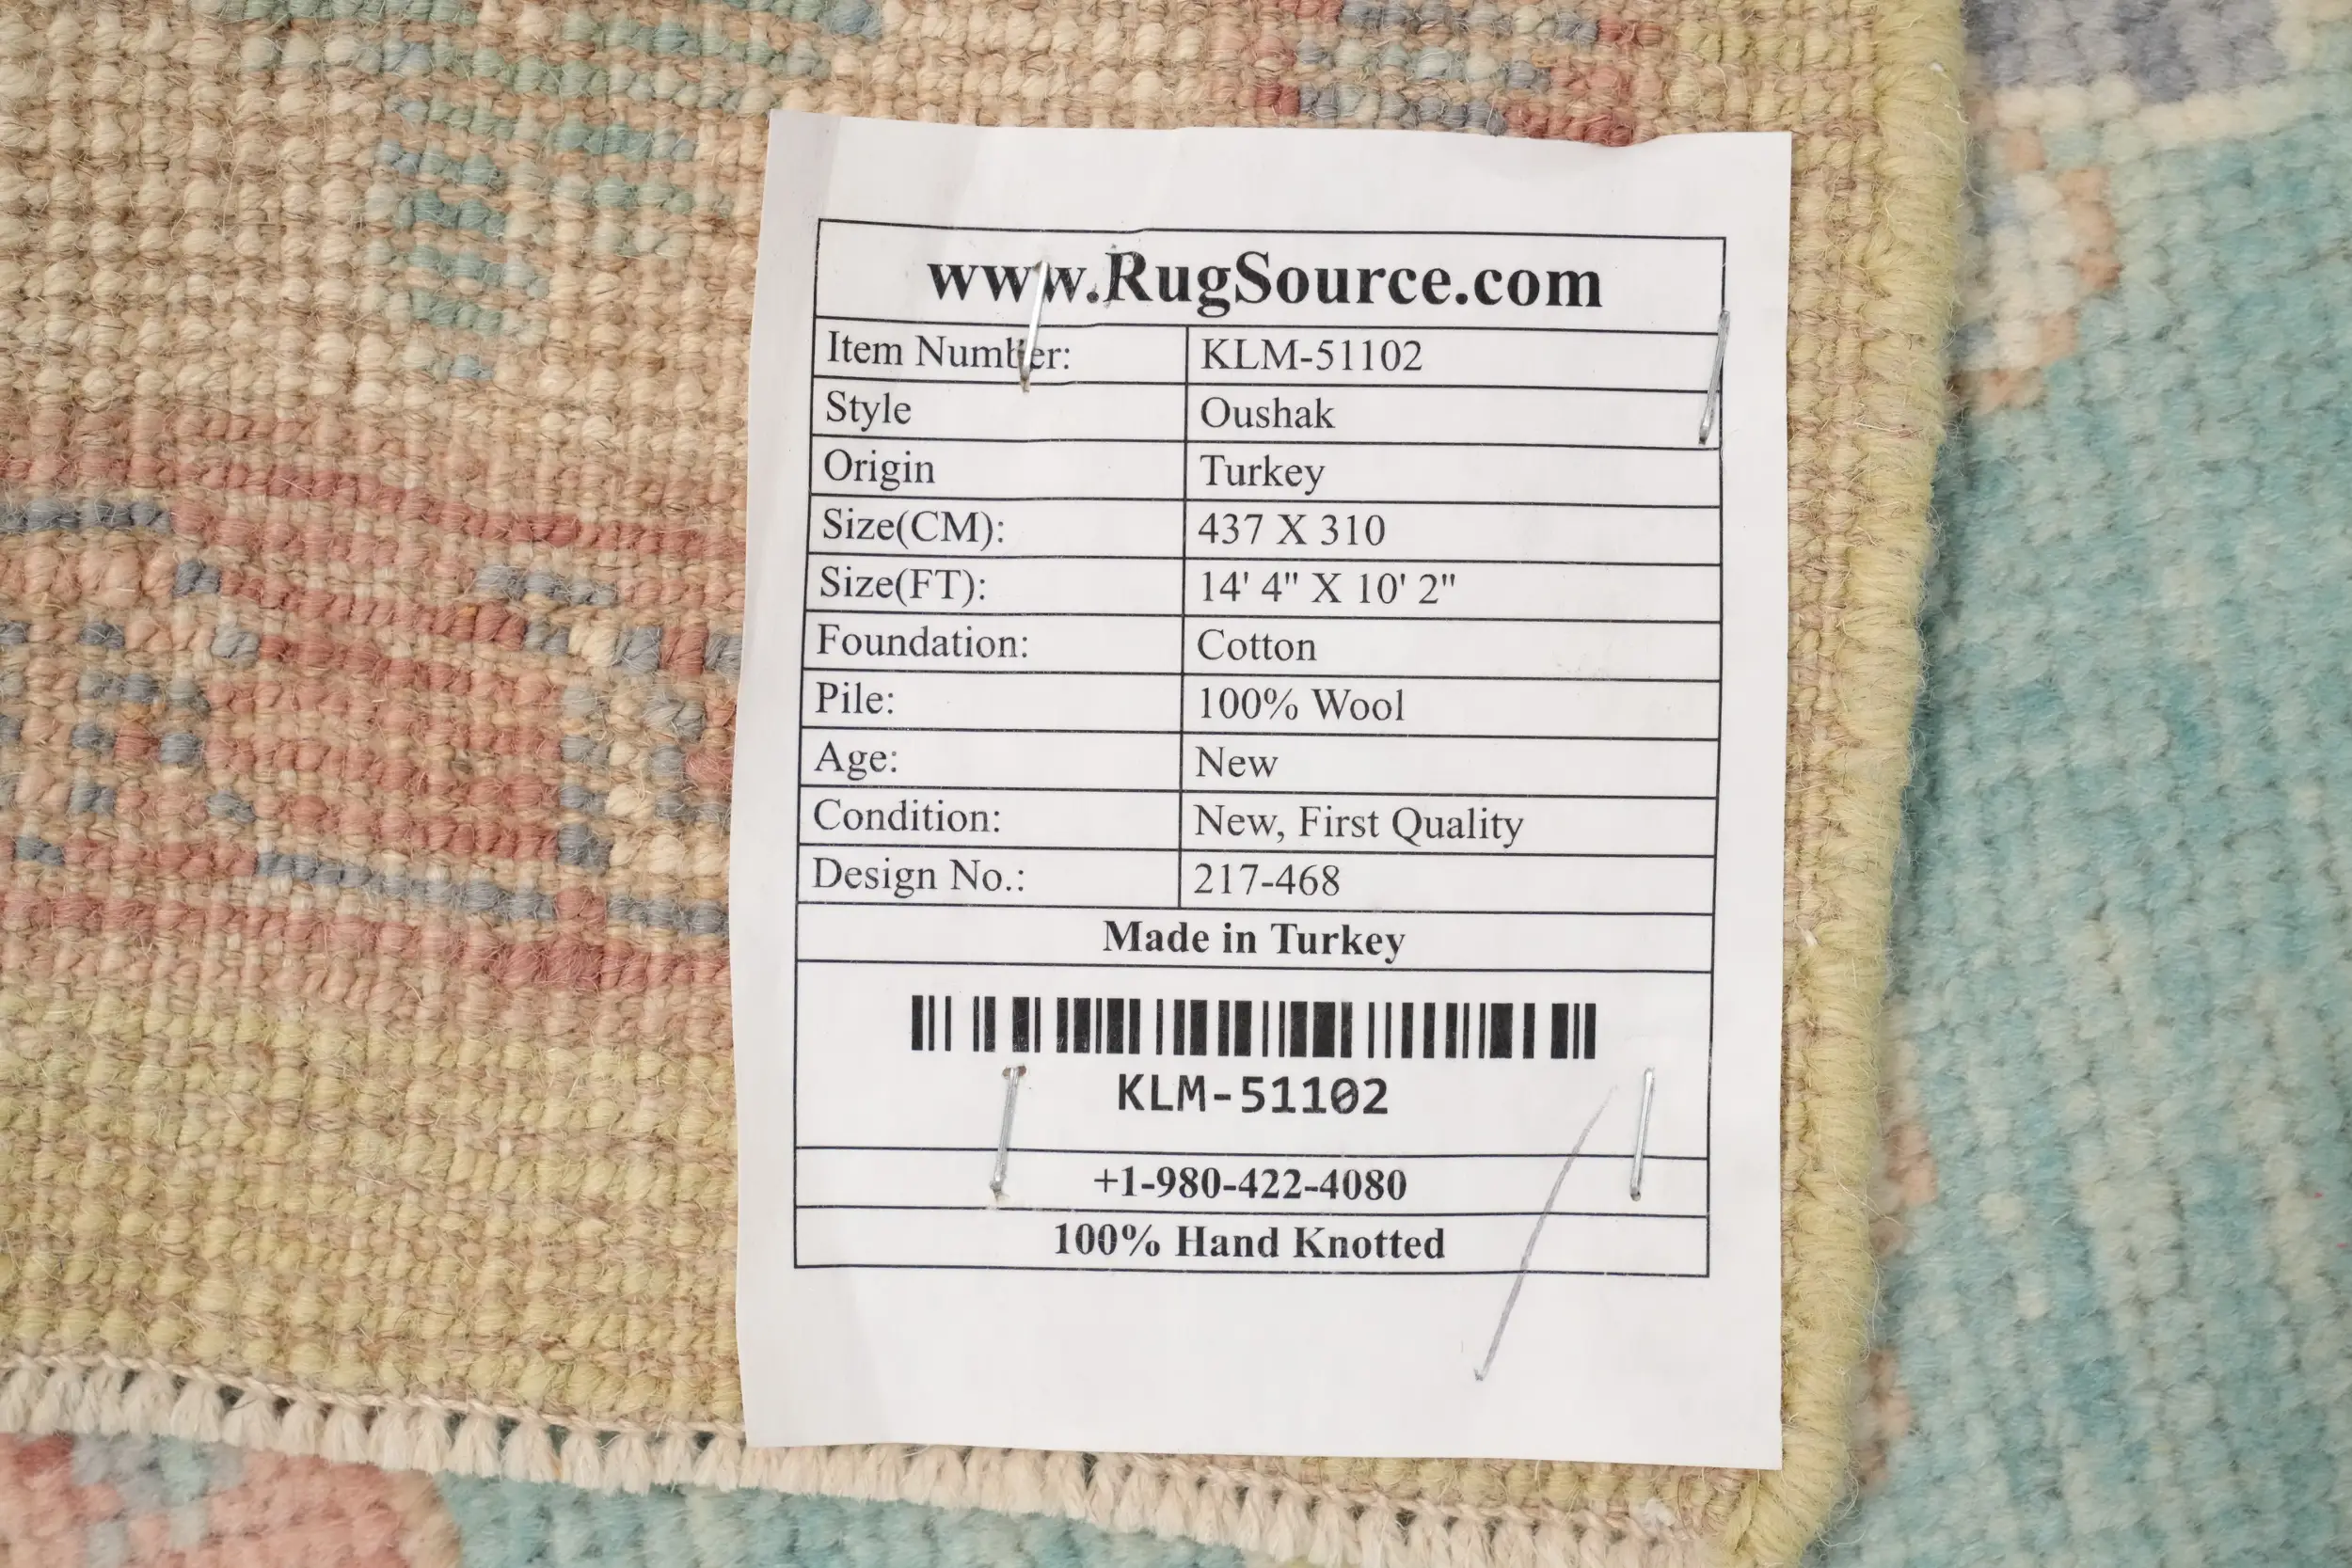 www.RugSource.com
Item Number: KLM-51102
Style Oushak
Origin Turkey
Size(CM): 437 X 310
Size(FT): 14' 4" X 10' 2"
Foundation: Cotton
Pile: 100% Wool
Age: New
Condition: New, First Quality
Design No.: 217-468
Made in Turkey
KLM-51102
+1-980-422-4080
100% Hand Knotted